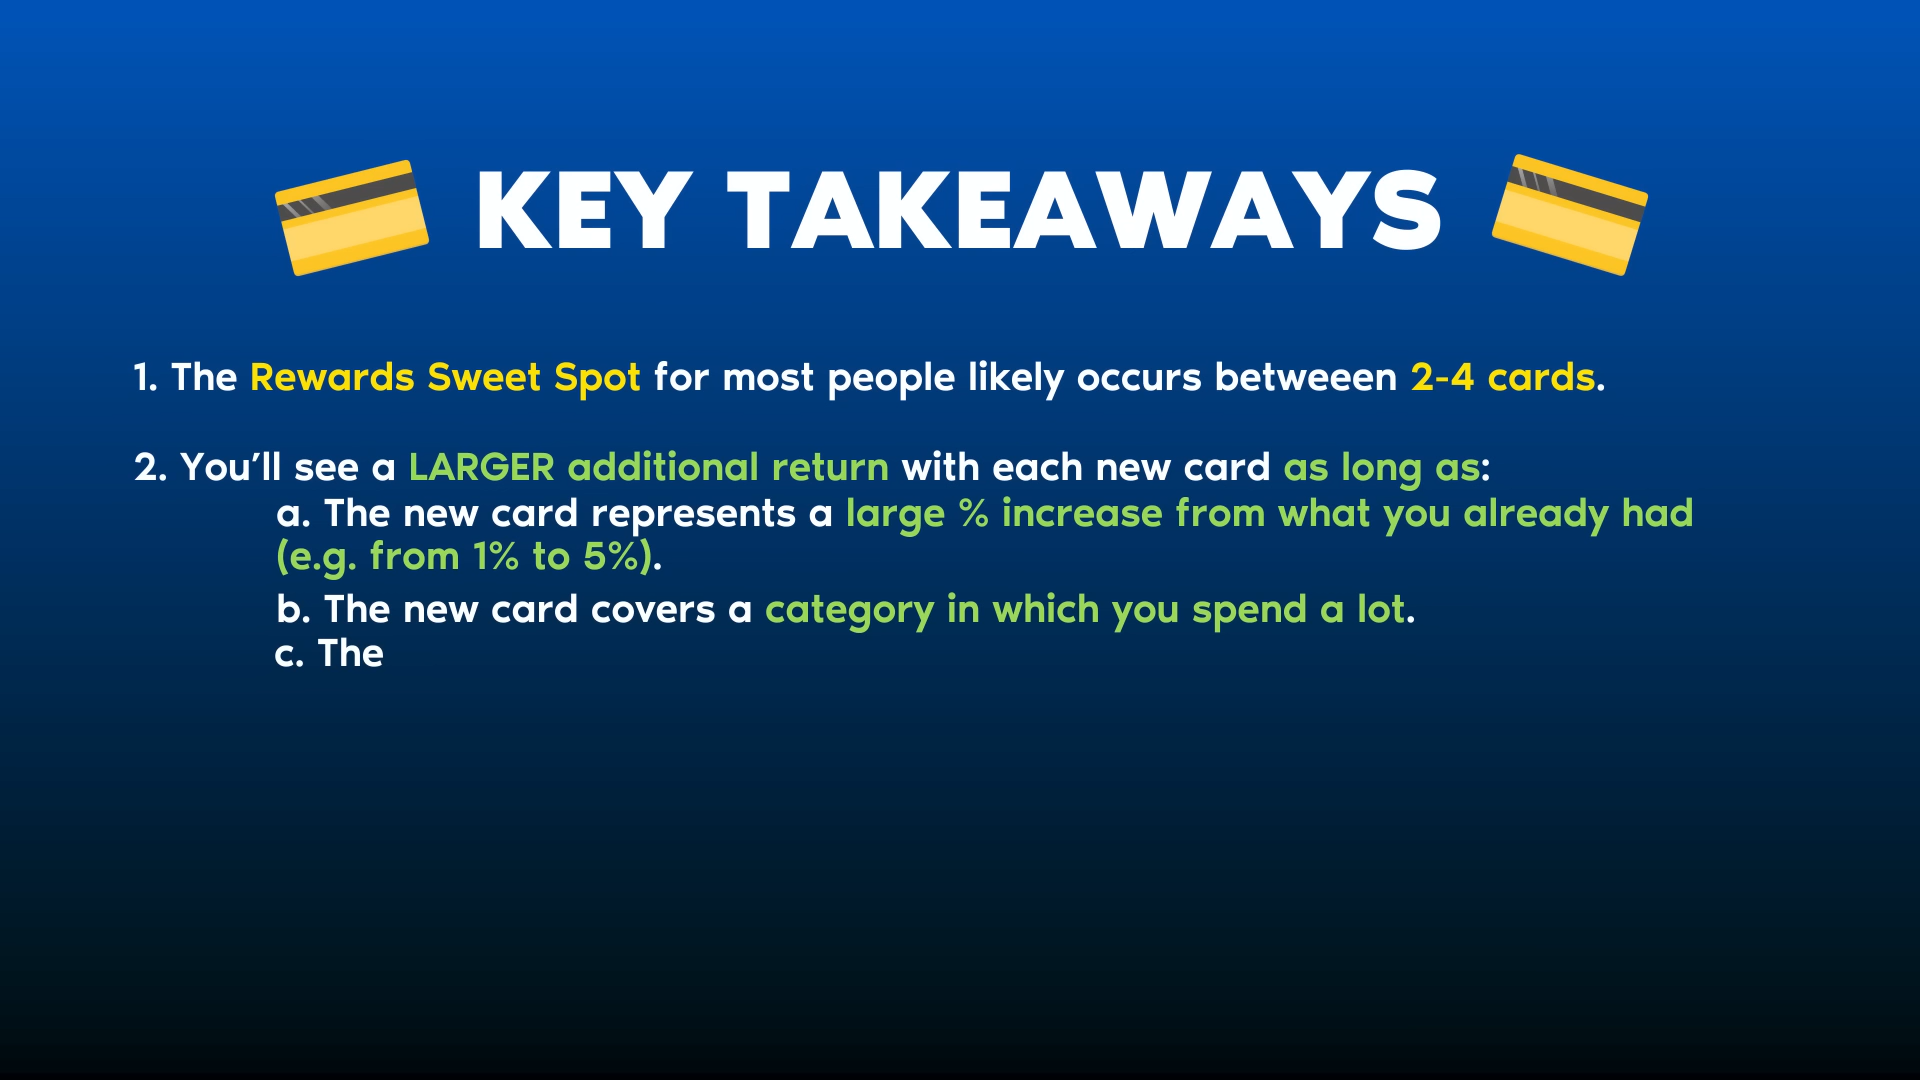 KEY TAKEAWAYS
1. The Rewards Sweet Spot for most people likely occurs betweeen 2-4 cards.
2. You’ll see a LARGER additional return with each new card as long as:
a. The new card represents a large % increase from what you already had
(e.g. from 1% to 5%).
b. The new card covers a category in which you spend a lot.
c. The